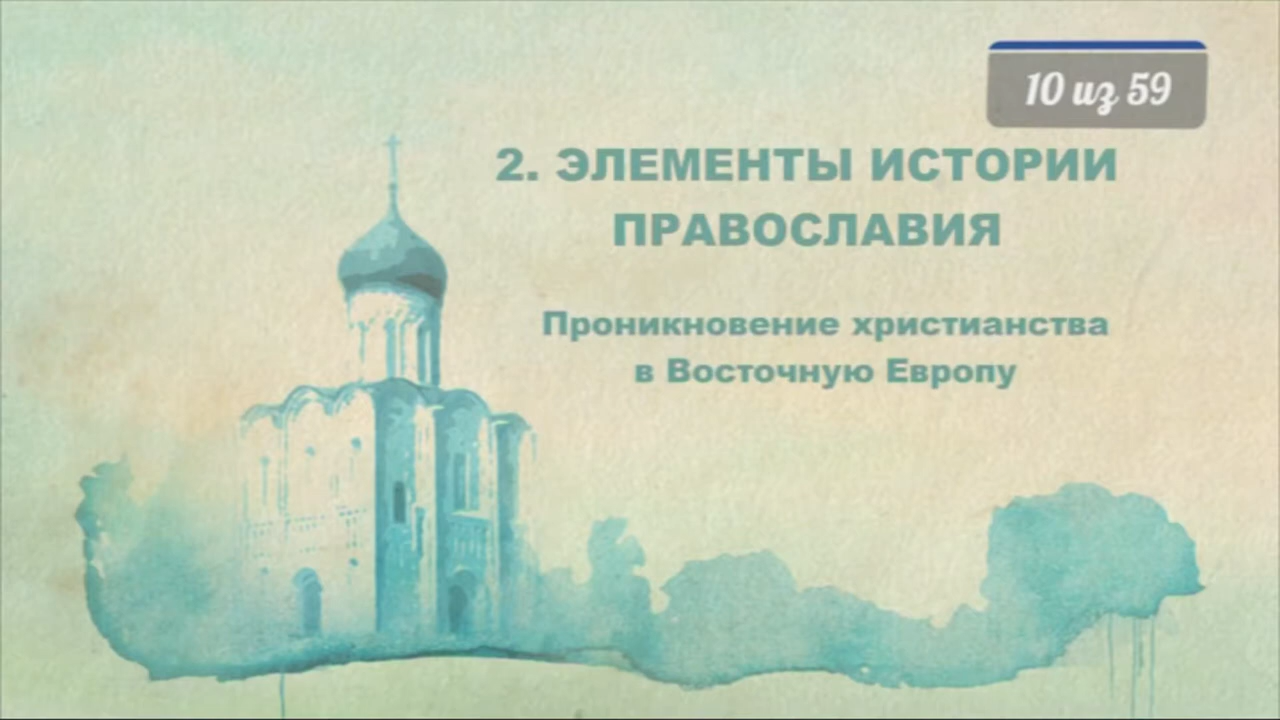 10 из 59
2. ЭЛЕМЕНТЫ ИСТОРИИ
ПРАВОСЛАВИЯ
Проникновение христианства
в Восточную Европу